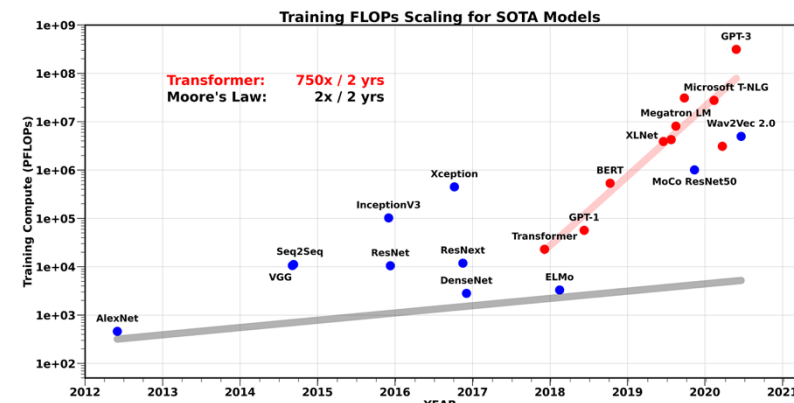 Training FLOPs Scaling for SOTA Models
Training Compute (PFLOPs)
1e+09
1e+08
1e+07
1e+06
1e+05
1e+04
1e+03
1e+02
Transformer: 750x / 2 yrs
Moore's Law: 2x / 2 yrs
GPT-3
Microsoft T-NLG
Megatron LM
Wav2Vec 2.0
XLNet
MoCo ResNet50
BERT
Xception
InceptionV3
GPT-1
Transformer
Seq2Seq
VGG
ResNet
ResNext
DenseNet
ELMo
AlexNet
2012 2013 2014 2015 2016 2017 2018 2019 2020 2021
YEAR